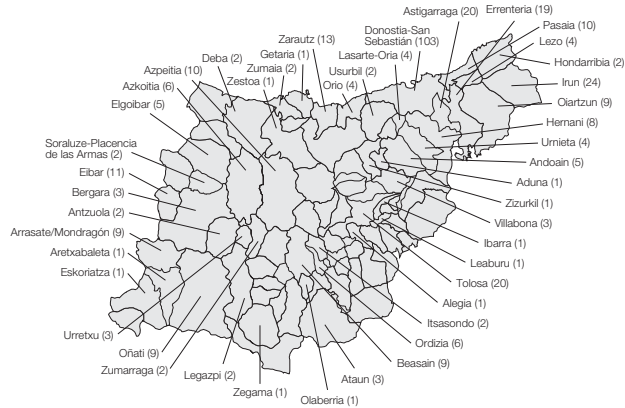 Astigarraga (20)
Errenteria (19)
Pasaia (10)
Lezo (4)
Hondarribia (2)
Irun (24)
Oiartzun (9)
Hernani (8)
Urnieta (4)
Andoain (5)
Aduna (1)
Zizurkil (1)
Villabona (3)
Ibarra (1)
Leaburu (1)
Tolosa (20)
Alegia (1)
Itsasondo (2)
Ordizia (6)
Beasain (9)
Ataun (3)
Olaberria (1)
Zegama (1)
Legazpi (2)
Zumarraga (2)
Oñati (9)
Urretxu (3)
Eskoriatza (1)
Aretxabaleta (1)
Arrasate/Mondragón (9)
Antzuola (2)
Bergara (3)
Eibar (11)
Soraluze-Placencia
de las Armas (2)
Elgoibar (5)
Azkoitia (6)
Azpeitia (10)
Deba (2)
Zestoa (1)
Zumaia (2)
Getaria (1)
Zarautz (13)
Orio (4)
Usurbil (2)
Lasarte-Oria (4)
Donostia-San
Sebastián (103)